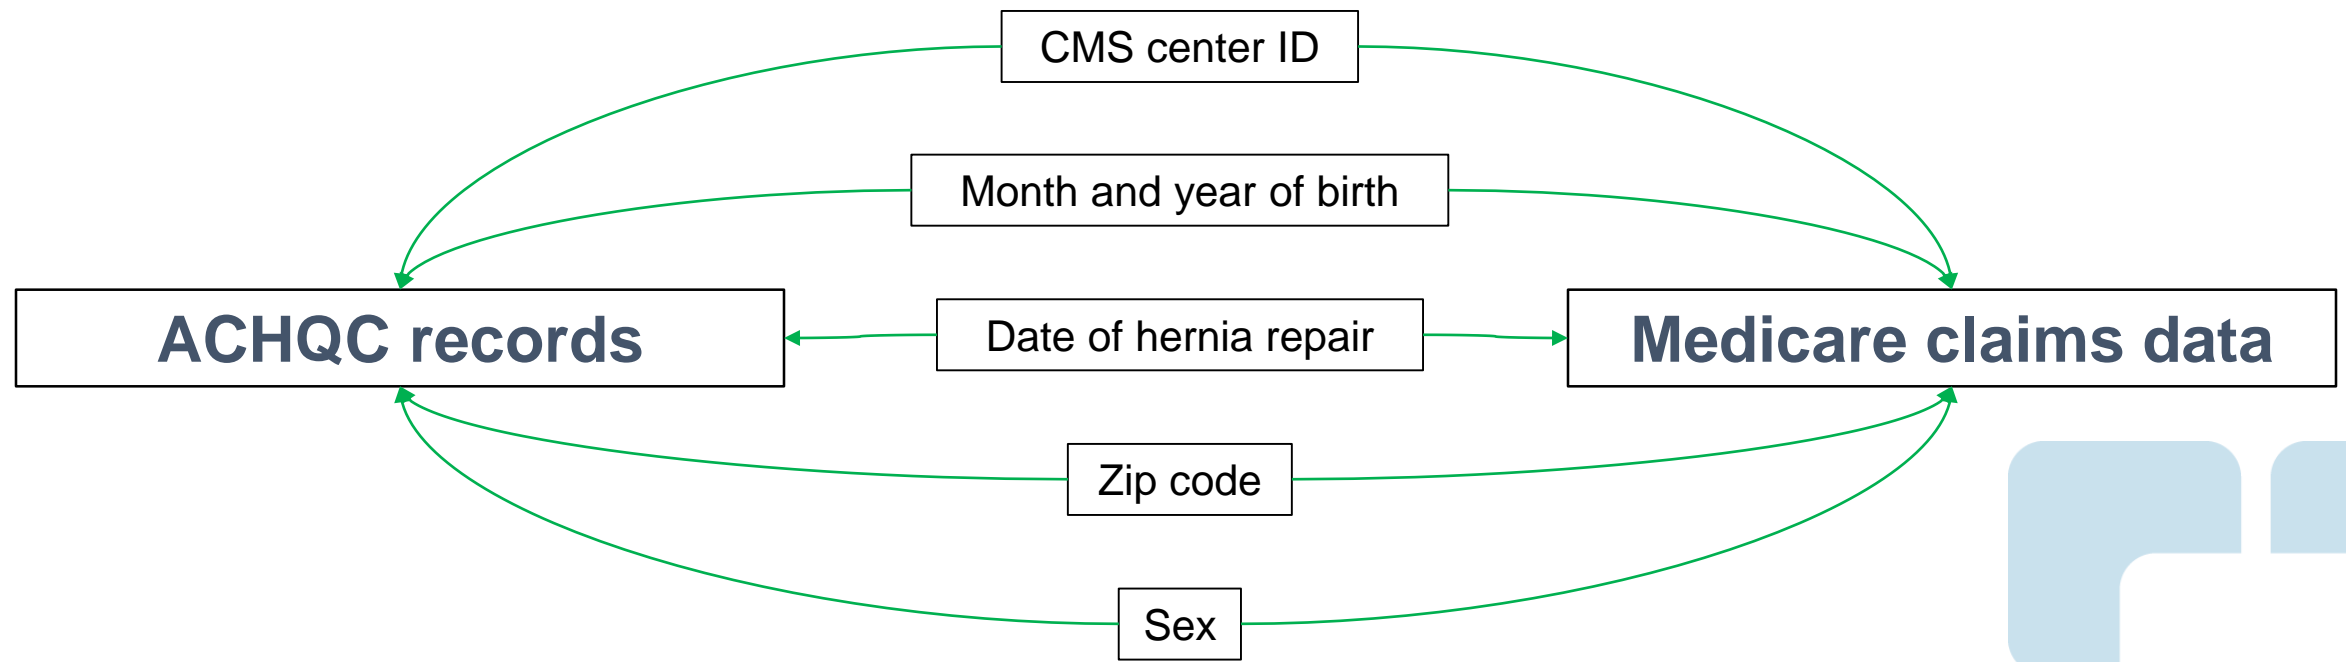 CMS center ID
Month and year of birth
ACHQC records
Date of hernia repair
Medicare claims data
Zip code
Sex